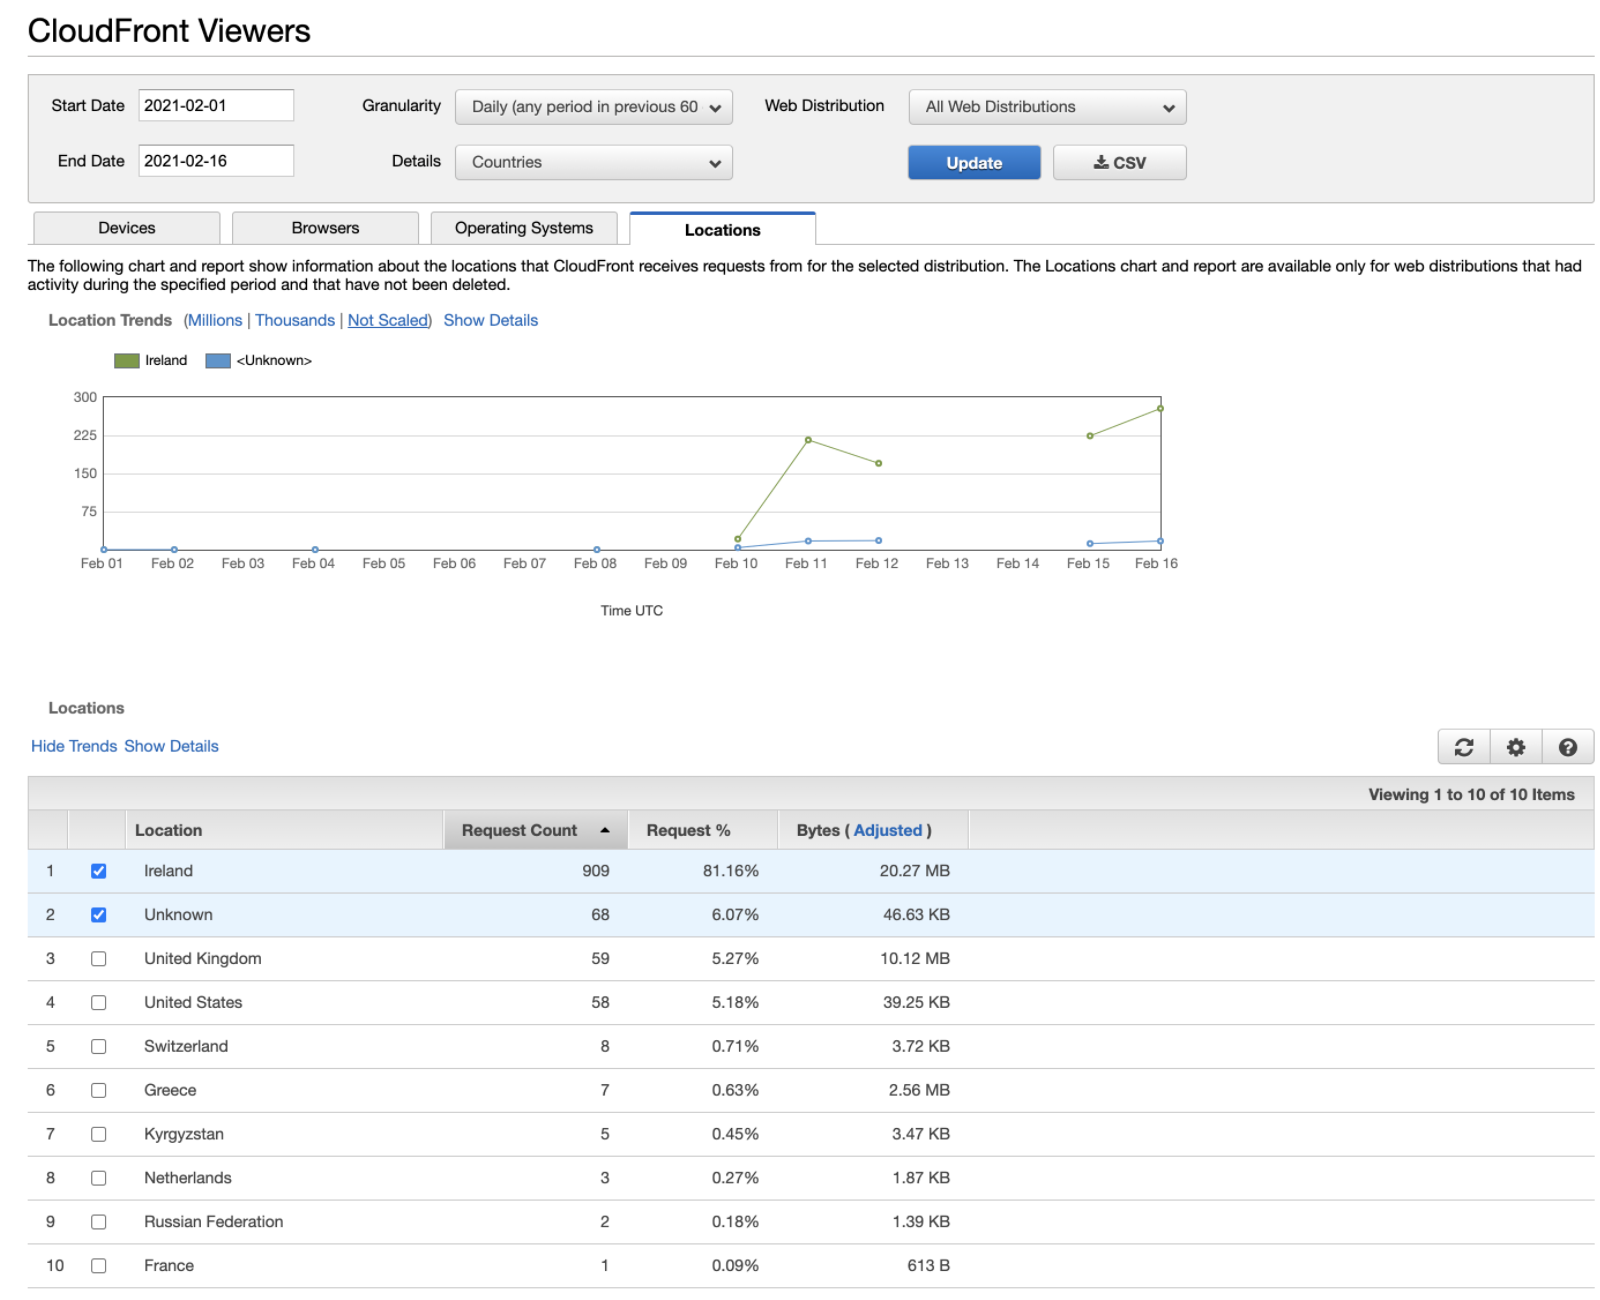 CloudFront Viewers
Start Date 2021-02-01 Granularity Daily (any period in previous 60 Web Distribution All Web Distributions
End Date 2021-02-16 Details Countries Update CSV
Devices Browsers Operating Systems Locations
The following chart and report show information about the locations that CloudFront receives requests from for the selected distribution. The Locations chart and report are available only for web distributions that had
activity during the specified period and that have not been deleted.
Location Trends (Millions | Thousands | Not Scaled) Show Details
Ireland <Unknown>
300
225
150
75
Feb 01 Feb 02 Feb 03 Feb 04 Feb 05 Feb 06 Feb 07 Feb 08 Feb 09 Feb 10 Feb 11 Feb 12 Feb 13 Feb 14 Feb 15 Feb 16
Time UTC
Locations
Hide Trends Show Details
Viewing 1 to 10 of 10 Items
Location Request Count Request % Bytes ( Adjusted )
1 Ireland 909 81.16% 20.27 MB
2 Unknown 68 6.07% 46.63 KB
3 United Kingdom 59 5.27% 10.12 MB
4 United States 58 5.18% 39.25 KB
5 Switzerland 8 0.71% 3.72 KB
6 Greece 7 0.63% 2.56 MB
7 Kyrgyzstan 5 0.45% 3.47 KB
8 Netherlands 3 0.27% 1.87 KB
9 Russian Federation 2 0.18% 1.39 KB
10 France 1 0.09% 613 B